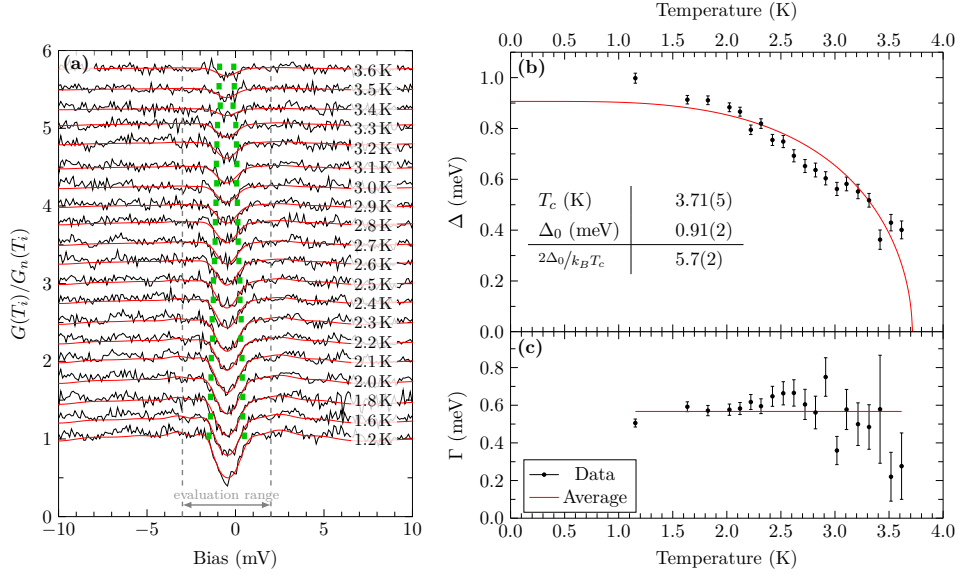 (a)
6
5
4
3
2
1
G(T_i)/G_n(T_i)
3.6 K
3.5 K
3.4 K
3.3 K
3.2 K
3.1 K
3.0 K
2.9 K
2.8 K
2.7 K
2.6 K
2.5 K
2.4 K
2.3 K
2.2 K
2.1 K
2.0 K
1.8 K
1.6 K
1.2 K
evaluation range
−10 −5 0 5 10
Bias (mV)
Temperature (K)
0.0 0.5 1.0 1.5 2.0 2.5 3.0 3.5 4.0
(b)
1.0
0.8
0.6
0.4
0.2
0.0
Δ (meV)
T_c (K) 3.71(5)
Δ_0 (meV) 0.91(2)
2Δ_0/k_BT_c 5.7(2)
(c)
0.8
0.6
0.4
0.2
0.0
Γ (meV)
Data
Average
0.0 0.5 1.0 1.5 2.0 2.5 3.0 3.5 4.0
Temperature (K)